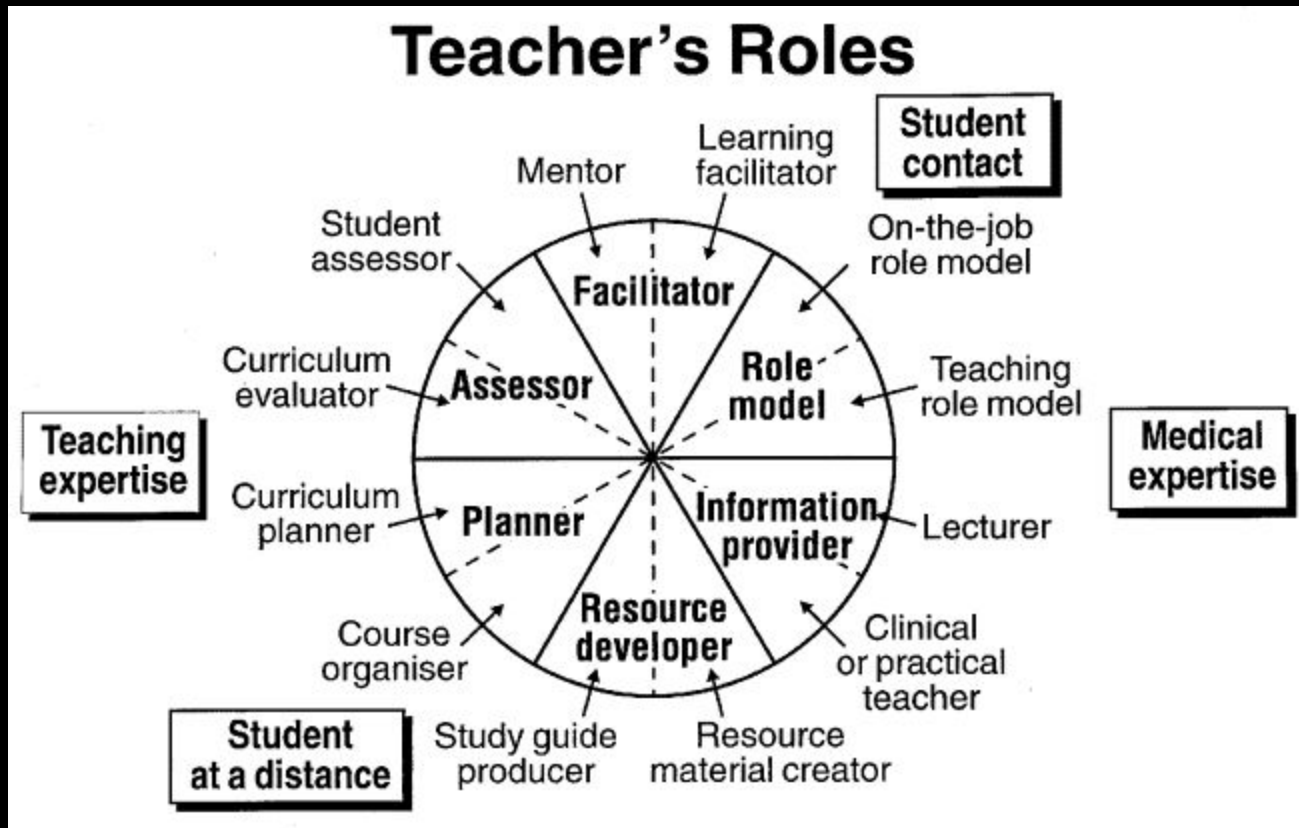 Teacher's Roles
Student
contact
Learning
facilitator
Mentor
Student
assessor
On-the-job
role model
Facilitator
Curriculum
evaluator
Assessor
Role
model
Teaching
role model
Teaching
expertise
Medical
expertise
Curriculum
planner
Planner
Information
provider
Lecturer
Resource
developer
Course
organiser
Clinical
or practical
teacher
Student
at a distance
Study guide
producer
Resource
material creator